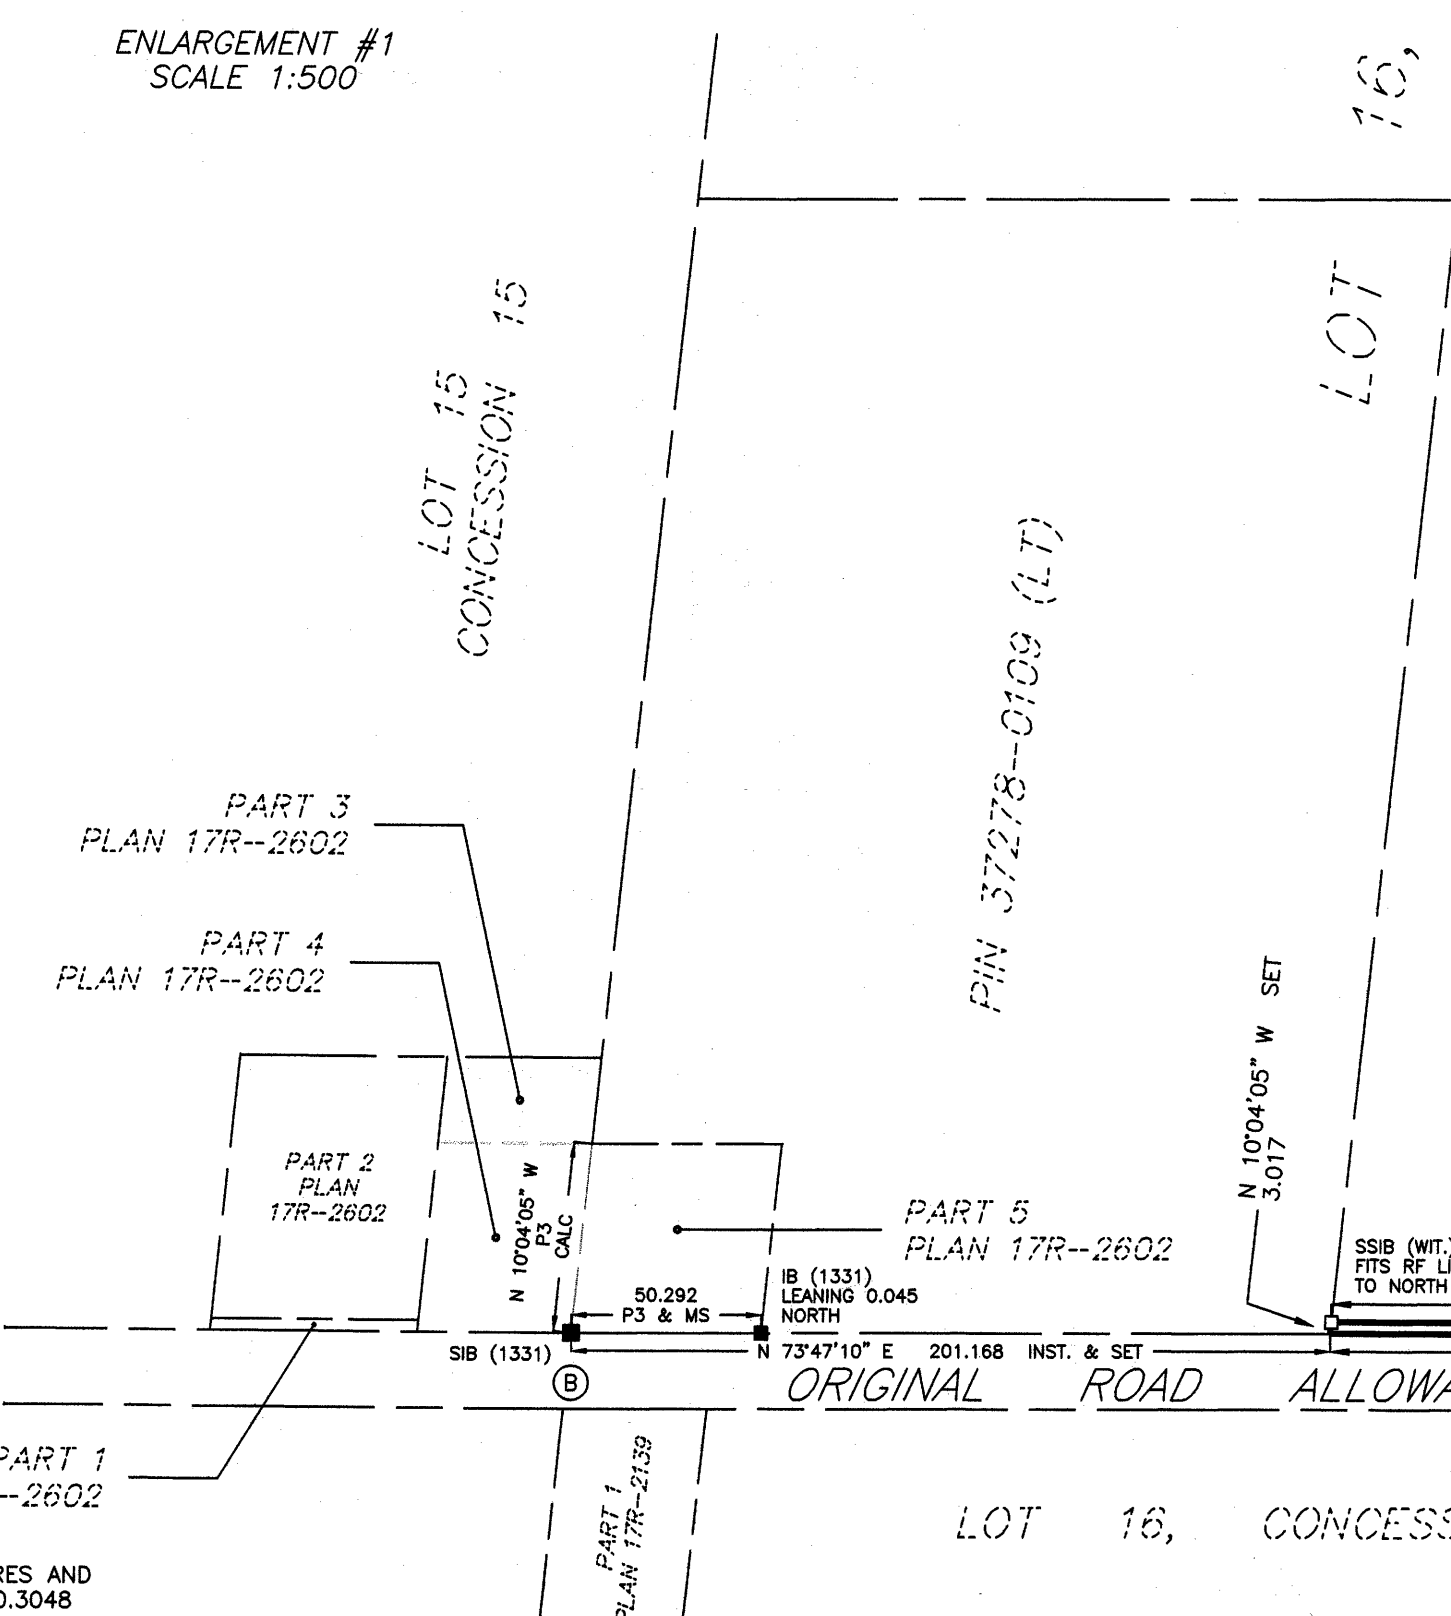 ENLARGEMENT #1
SCALE 1:500
16,
LOT
LOT 15
CONCESSION 15
PIN 37278--0109 (LT)
PART 3
PLAN 17R--2602
PART 4
PLAN 17R--2602
PART 2
PLAN
17R--2602
N 10°04'05" W
P3
CALC
PART 5
PLAN 17R--2602
N 10°04'05" W SET
3.017
SSIB (WIT.)
FITS RF
TO NORTH
IB (1331)
LEANING 0.045
NORTH
50.292
P3 & MS
SIB (1331)
N 73°47'10" E 201.168 INST. & SET
B
ORIGINAL ROAD ALLOWA
PART 1
--2602
PART 1
PLAN 17R--2139
LOT 16, CONCESS
RES AND
0.3048